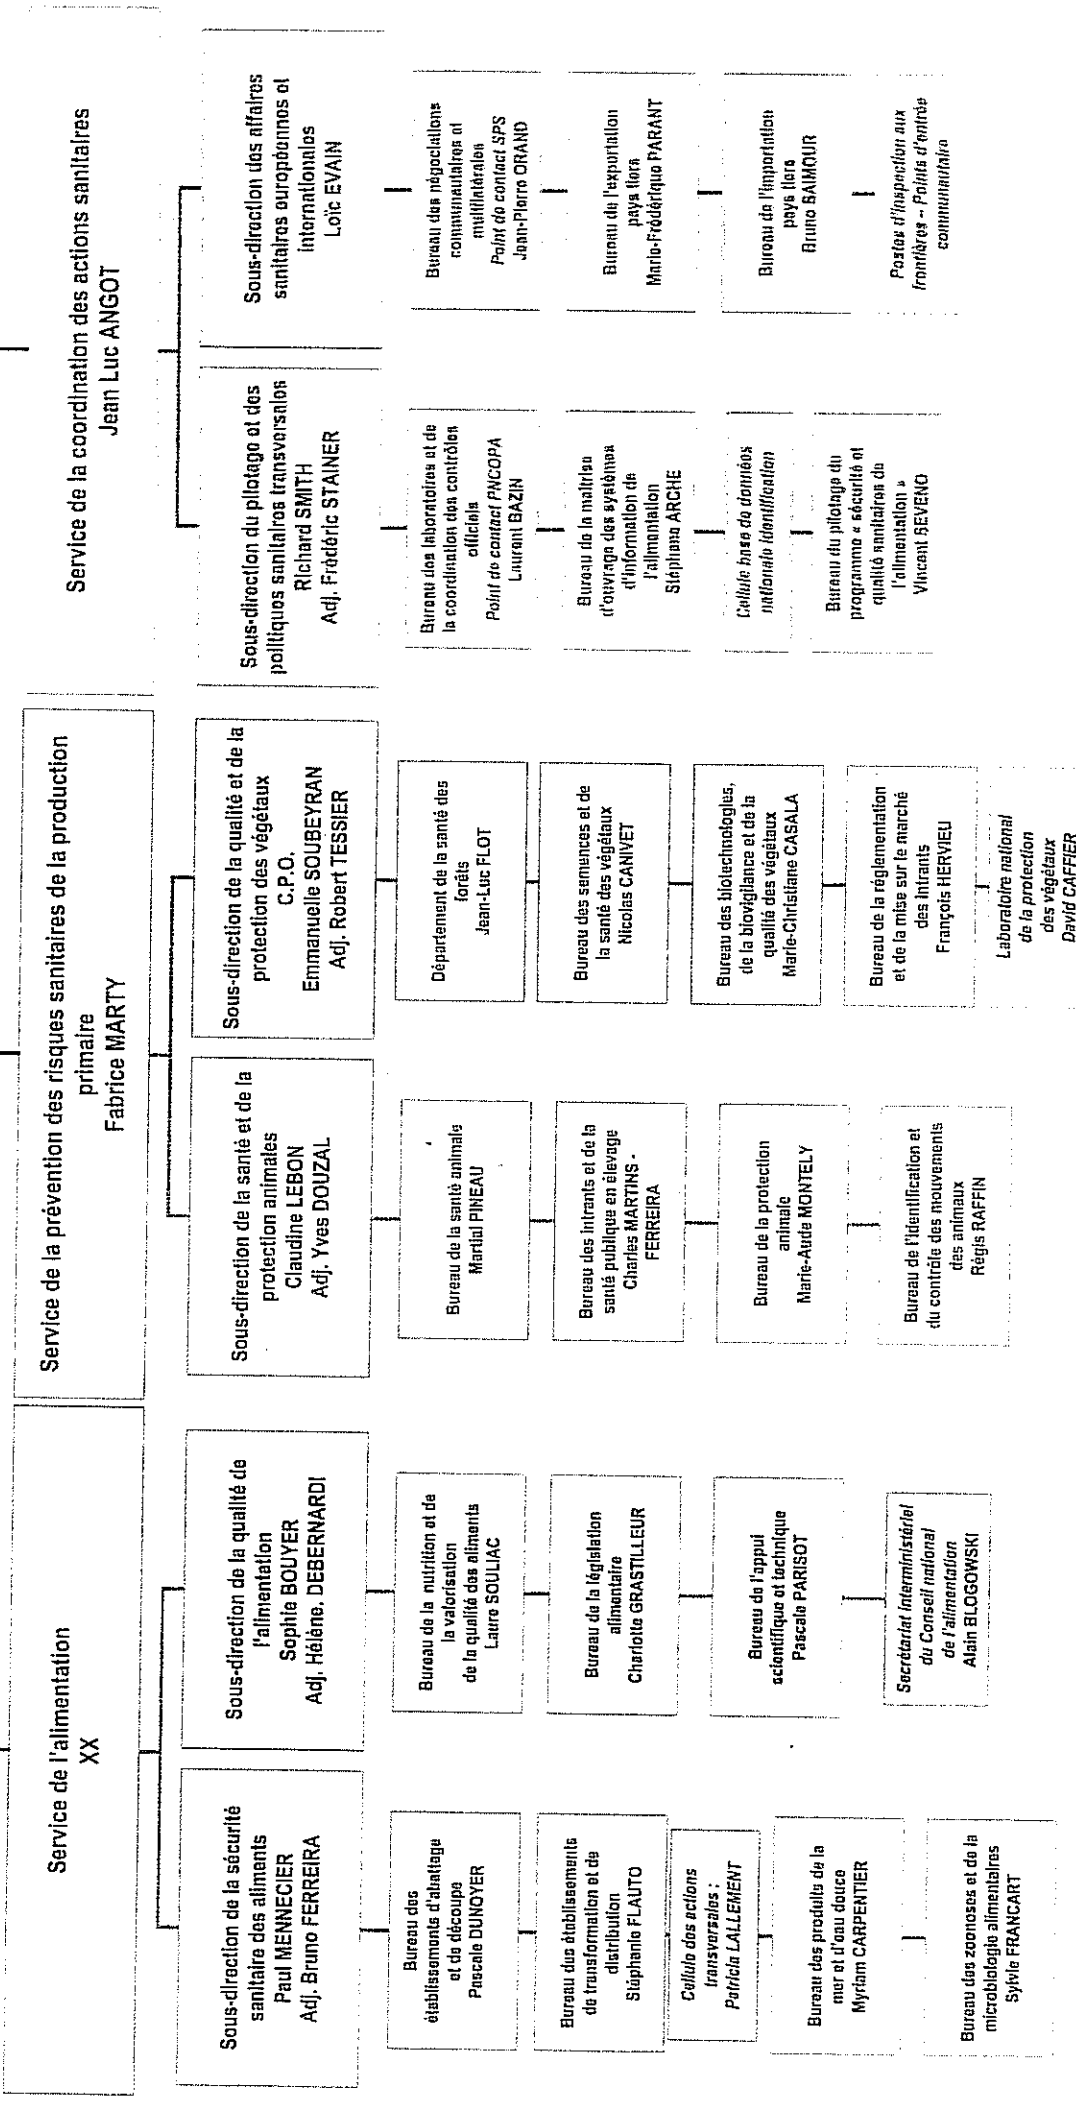 Service de l'alimentation
XX
Sous-direction de la sécurité
sanitaire des aliments
Paul MENNECIER
Adj. Bruno FERREIRA
Bureau des
établissements d'abattage
et de découpe
Pascale DUNOYER
Bureau des établissements
de transformation et de
distribution
Stéphanie FLAUTO
Cellule des actions
transversales :
Patricia LALLEMENT
Bureau des produits de la
mer et d'eau douce
Myriam CARPENTIER
Bureau des zoonoses et de la
microbiologie alimentaires
Sylvie FRANCART
Sous-direction de la qualité de
l'alimentation
Sophie BOUYER
Adj. Hélène. DEBERNARDI
Bureau de la nutrition et de
la valorisation
de la qualité des aliments
Laure SOULIAC
Bureau de la législation
alimentaire
Charlotte GRASTILLEUR
Bureau de l'appui
scientifique et technique
Pascale PARISOT
Secrétariat Interministériel
du Conseil national
de l'alimentation
Alain BLOGOWSKI
Service de la prévention des risques sanitaires de la production
primaire
Fabrice MARTY
Sous-direction de la santé et de la
protection animales
Claudine LEBON
Adj. Yves DOUZAL
Bureau de la santé animale
Martial PINEAU
Bureau des intrants et de la
santé publique en élevage
Charles MARTINS -
FERREIRA
Bureau de la protection
animale
Marie-Aude MONTELY
Bureau de l'identification et
du contrôle des mouvements
des animaux
Régis RAFFIN
Sous-direction de la qualité et de la
protection des végétaux
C.P.O.
Emmanuelle SOUBEYRAN
Adj. Robert TESSIER
Département de la santé des
forêts
Jean-Luc FLOT
Bureau des semences et de
la santé des végétaux
Nicolas CANIVET
Bureau des biotechnologies,
de la biovigilance et de la
qualité des végétaux
Marie-Christiane CASALA
Bureau de la réglementation
et de la mise sur le marché
des intrants
François HERVIEU
Laboratoire national
de la protection
des végétaux
David CAFFIER
Service de la coordination des actions sanitaires
Jean Luc ANGOT
Sous-direction du pilotage et des
politiques sanitaires transversales
Richard SMITH
Adj. Frédéric STAINER
Bureau des laboratoires et de
la coordination des contrôles
officiels
Point de contact PNCOPA
Laurent BAZIN
Bureau de la maîtrise
d'ouvrage des systèmes
d'information de
l'alimentation
Stéphane ARCHE
Cellule base de données
nationale identification
Bureau du pilotage du
programme « sécurité et
qualité sanitaires de
l'alimentation »
Vincent SEVENO
Sous-direction des affaires
sanitaires européennes et
internationales
Loïc EVAIN
Bureau des négociations
communautaires et
multilatérales
Point de contact SPS
Jean-Pierre ORAND
Bureau de l'exportation
pays tiers
Marie-Frédérique PARANT
Bureau de l'importation
pays tiers
Bruno SAIMOUR
Postes d'inspection aux
frontières – Points d'entrée
communautaire